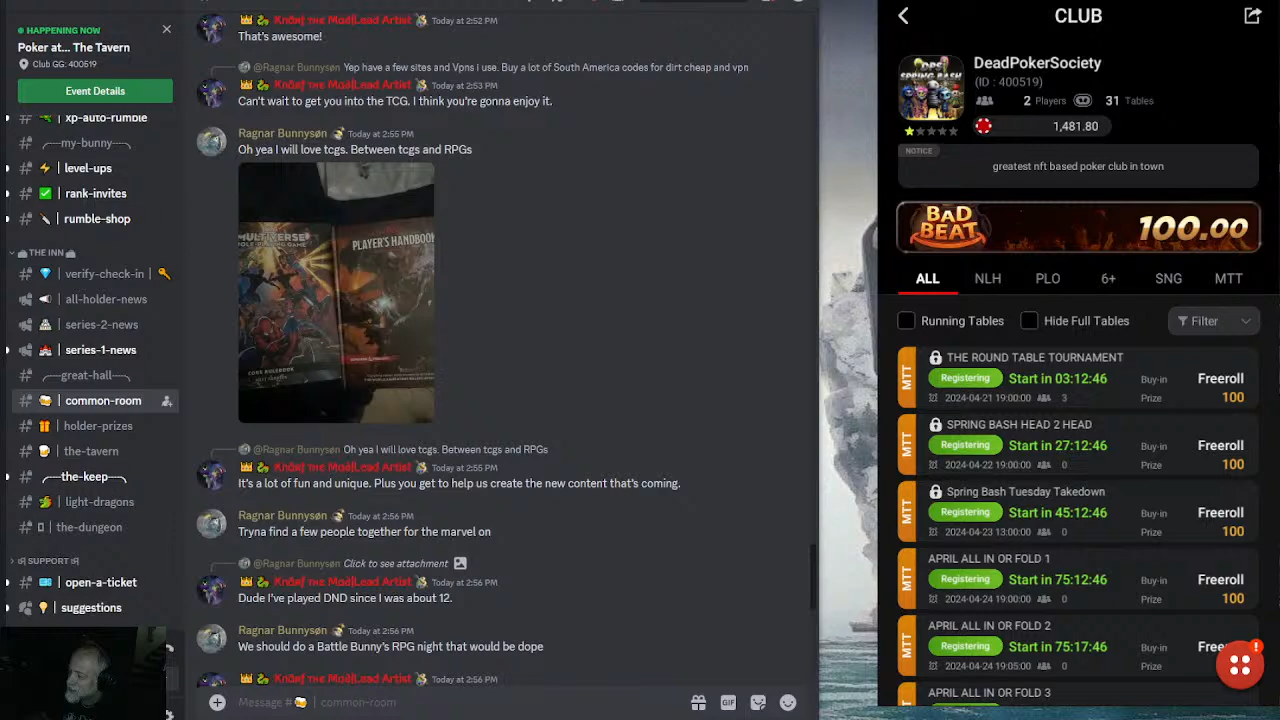 HAPPENING NOW
Poker at... The Tavern
Club GG: 400519
Event Details
xp-auto-rumble
my-bunny
level-ups
rank-invites
rumble-shop
THE INN
verify-check-in
all-holder-news
series-2-news
series-1-news
great-hall
common-room
holder-prizes
the-tavern
the-keep
light-dragons
the-dungeon
SUPPORT
open-a-ticket
suggestions
Today at 2:52 PM
That's awesome!
@Ragnar Bunnysøn Yep have a few sites and Vpns i use. Buy a lot of South America codes for dirt cheap and vpn
Today at 2:53 PM
Can't wait to get you into the TCG. I think you're gonna enjoy it.
Ragnar Bunnysøn Today at 2:55 PM
Oh yea I will love tcgs. Between tcgs and RPGs
MULTIVERSE
ROLE-PLAYING GAME
CORE RULEBOOK
PLAYER'S HANDBOOK
@Ragnar Bunnysøn Oh yea I will love tcgs. Between tcgs and RPGs
Today at 2:55 PM
It's a lot of fun and unique. Plus you get to help us create the new content that's coming.
Ragnar Bunnysøn Today at 2:56 PM
Tryna find a few people together for the marvel on
@Ragnar Bunnysøn Click to see attachment
Today at 2:56 PM
Dude I've played DND since I was about 12.
Ragnar Bunnysøn Today at 2:56 PM
We should do a Battle Bunny's RPG night that would be dope
Today at 2:56 PM
Message # common-room
GIF
CLUB
DPS
SPRING BASH
DeadPokerSociety
(ID : 400519)
2 Players 31 Tables
1,481.80
NOTICE
greatest nft based poker club in town
BAD BEAT 100.00
ALL NLH PLO 6+ SNG MTT
Running Tables Hide Full Tables Filter
MTT
THE ROUND TABLE TOURNAMENT
Registering Start in 03:12:46 Buy-in Freeroll
2024-04-21 19:00:00 3 Prize 100
MTT
SPRING BASH HEAD 2 HEAD
Registering Start in 27:12:46 Buy-in Freeroll
2024-04-22 19:00:00 0 Prize 100
MTT
Spring Bash Tuesday Takedown
Registering Start in 45:12:46 Buy-in Freeroll
2024-04-23 13:00:00 0 Prize 100
MTT
APRIL ALL IN OR FOLD 1
Registering Start in 75:12:46 Buy-in Freeroll
2024-04-24 19:00:00 0 Prize 100
MTT
APRIL ALL IN OR FOLD 2
Registering Start in 75:17:46 Buy-in Free
2024-04-24 19:05:00 0 Prize
APRIL ALL IN OR FOLD 3